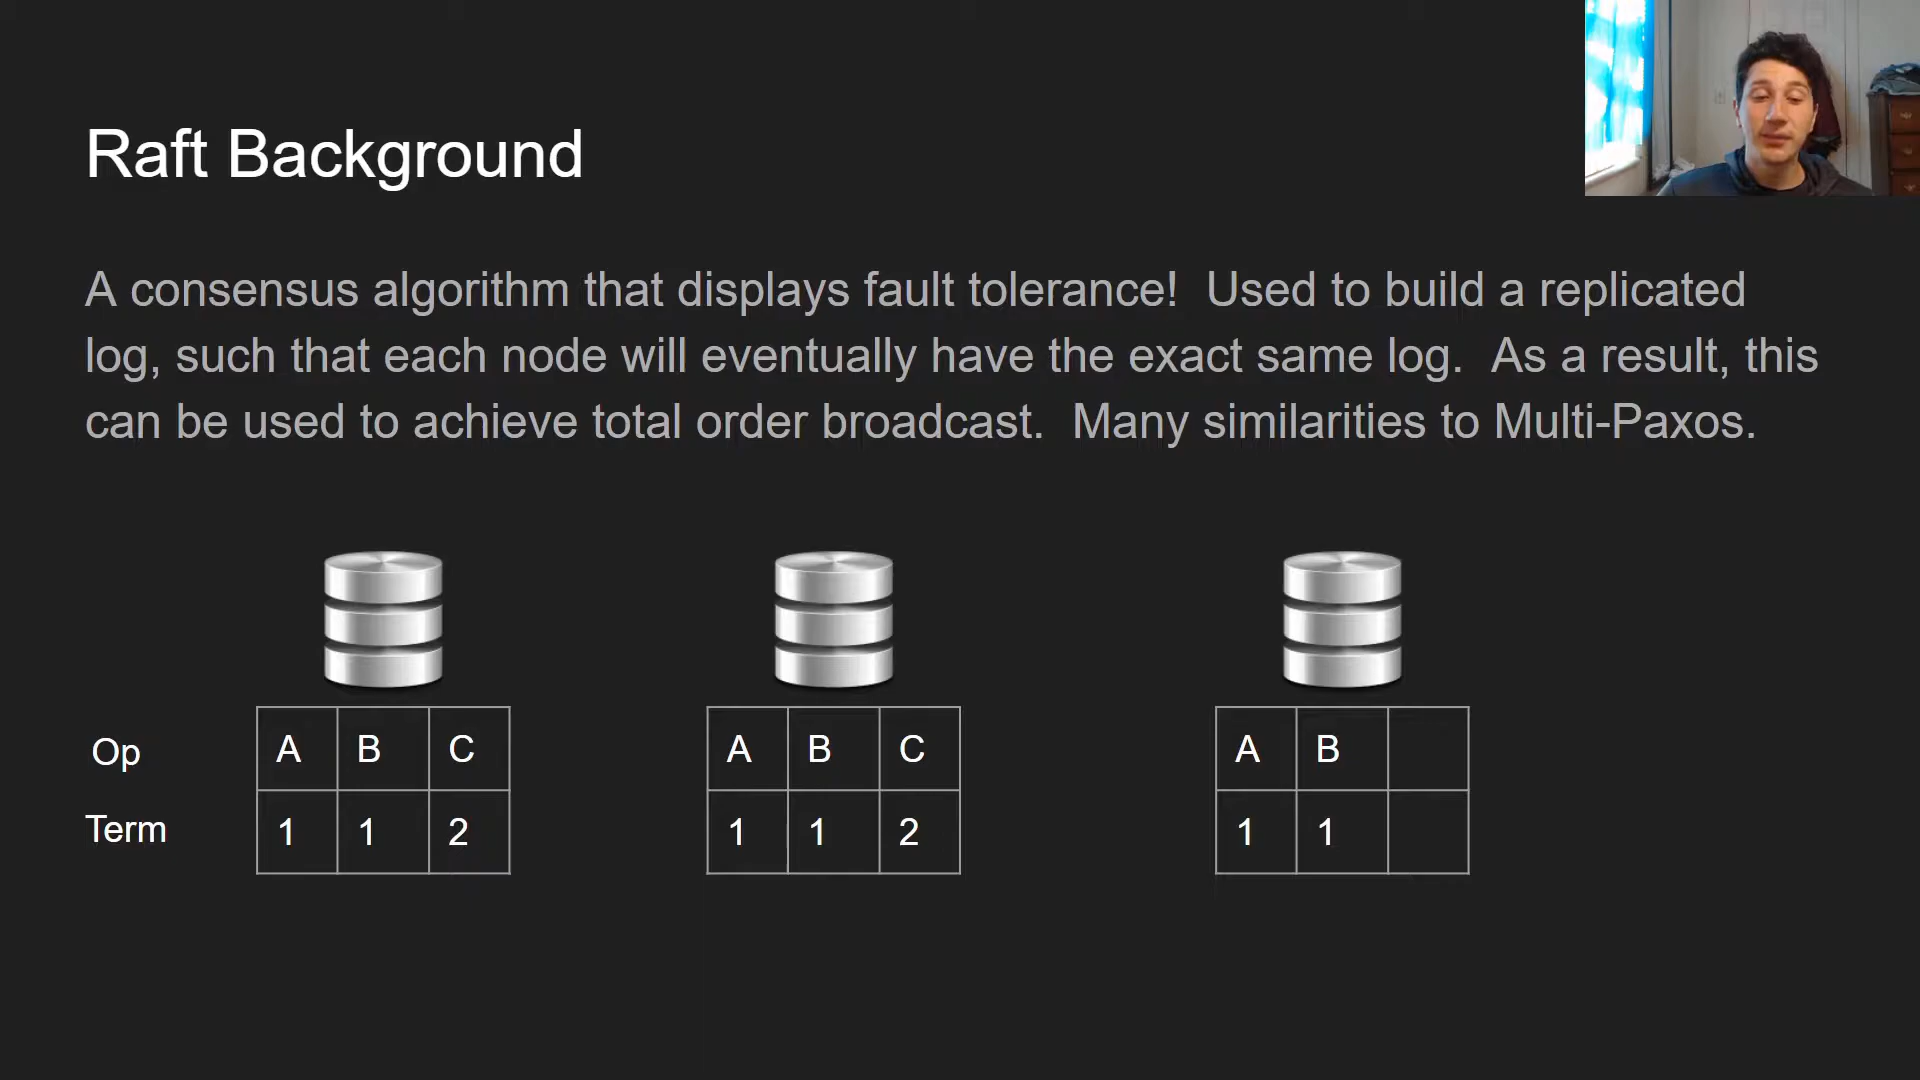 Raft Background
A consensus algorithm that displays fault tolerance!  Used to build a replicated
log, such that each node will eventually have the exact same log.  As a result, this
can be used to achieve total order broadcast.  Many similarities to Multi-Paxos.
Op A B C A B C A B
Term 1 1 2 1 1 2 1 1